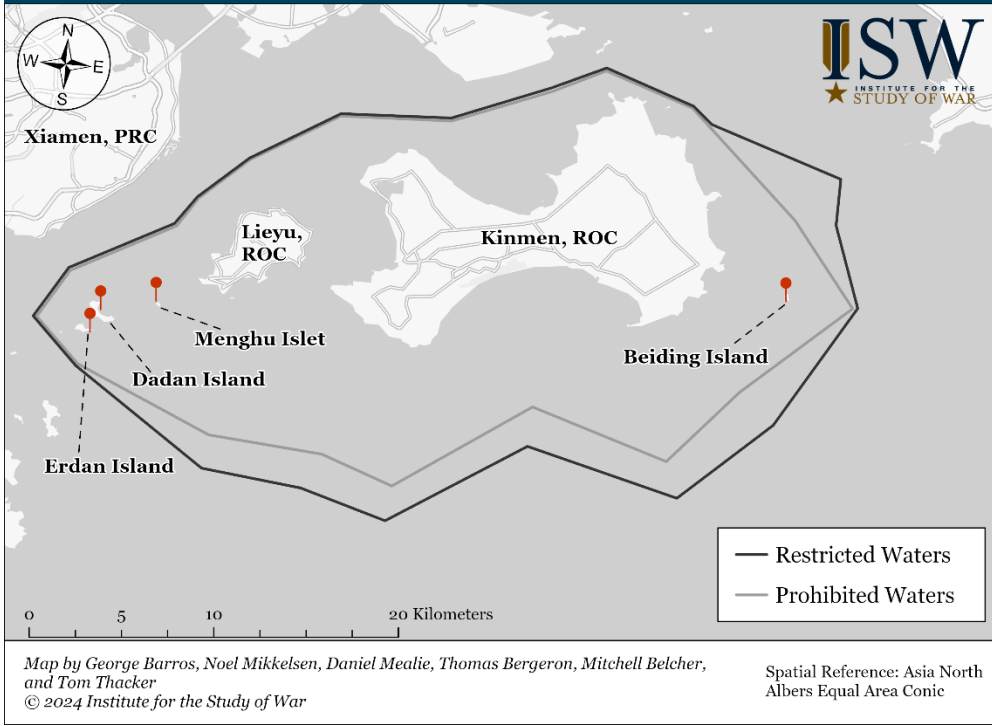 N
W E
S
ISW
INSTITUTE FOR THE
STUDY OF WAR
Xiamen, PRC
Lieyu,
ROC
Kinmen, ROC
Menghu Islet
Beiding Island
Dadan Island
Erdan Island
Restricted Waters
Prohibited Waters
0 5 10 20 Kilometers
Map by George Barros, Noel Mikkelsen, Daniel Mealie, Thomas Bergeron, Mitchell Belcher,
and Tom Thacker
© 2024 Institute for the Study of War
Spatial Reference: Asia North
Albers Equal Area Conic